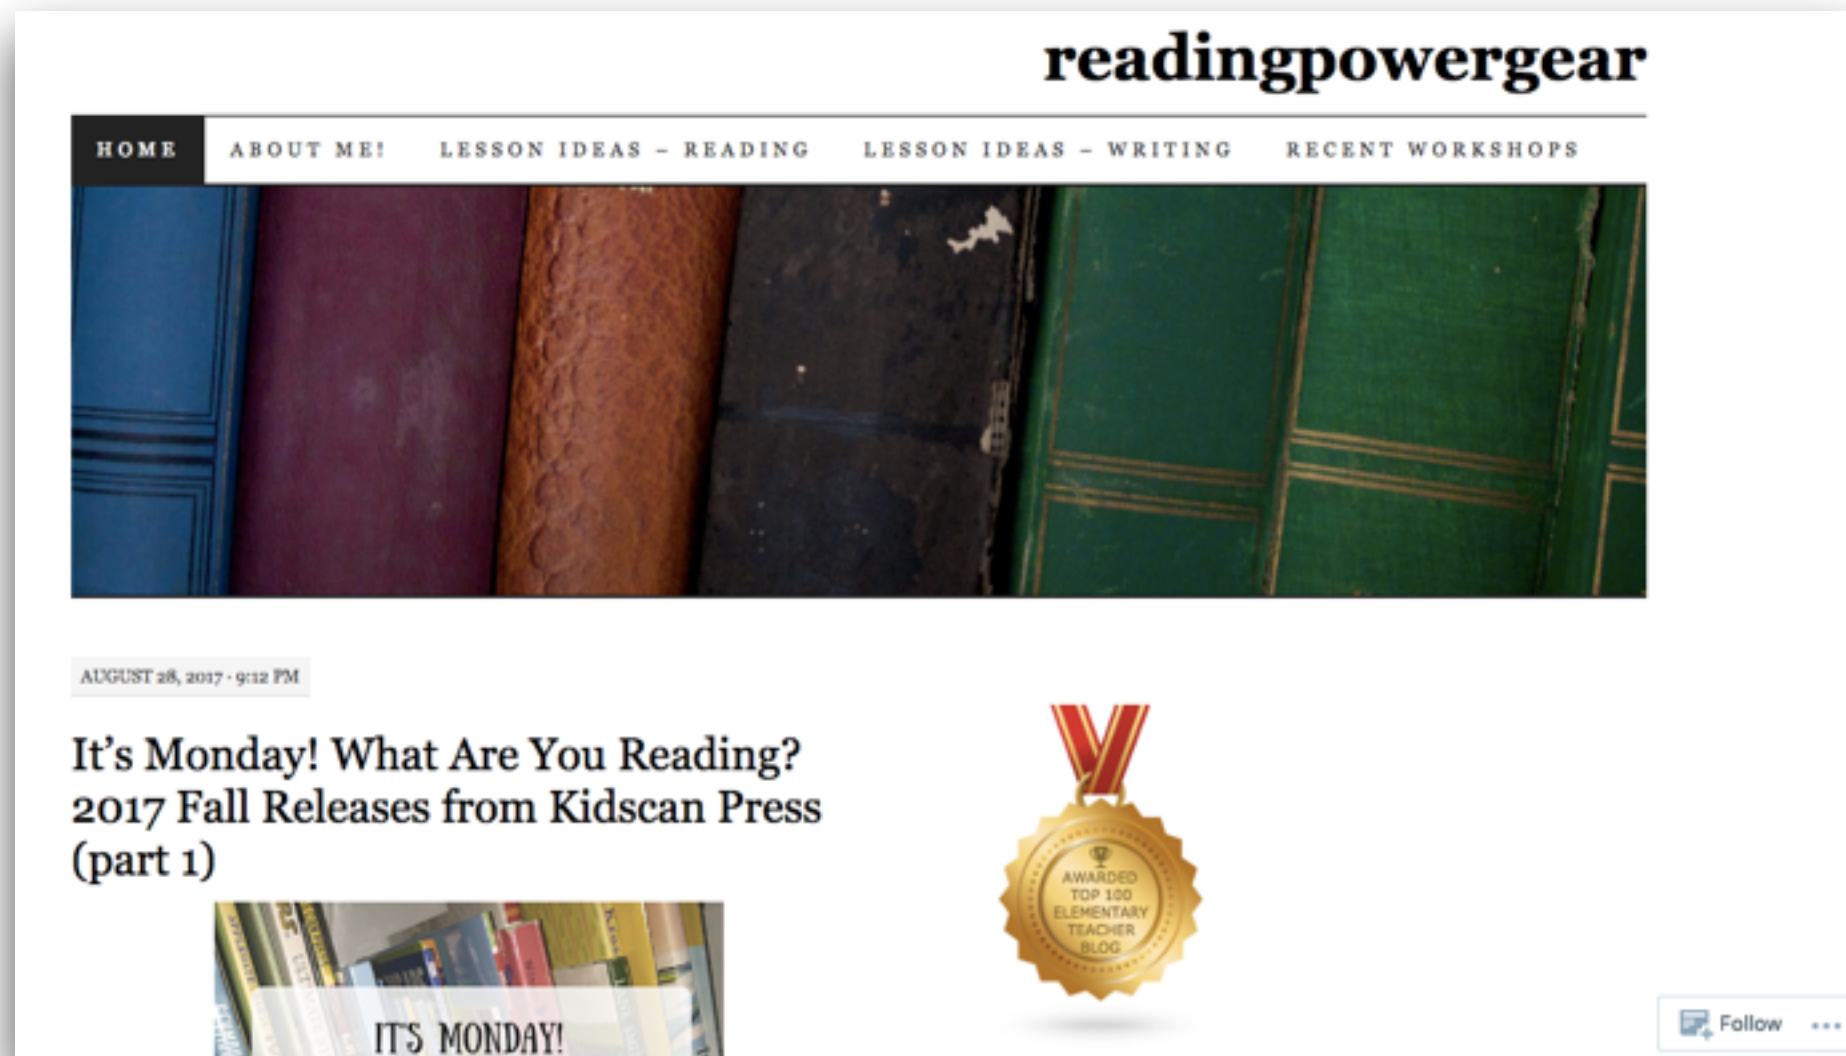 readingpowergear
HOME ABOUT ME! LESSON IDEAS – READING LESSON IDEAS – WRITING RECENT WORKSHOPS
AUGUST 28, 2017 · 9:12 PM
It's Monday! What Are You Reading?
2017 Fall Releases from Kidscan Press
(part 1)
IT'S MONDAY!
AWARDED
TOP 100
ELEMENTARY
TEACHER
BLOG
Follow